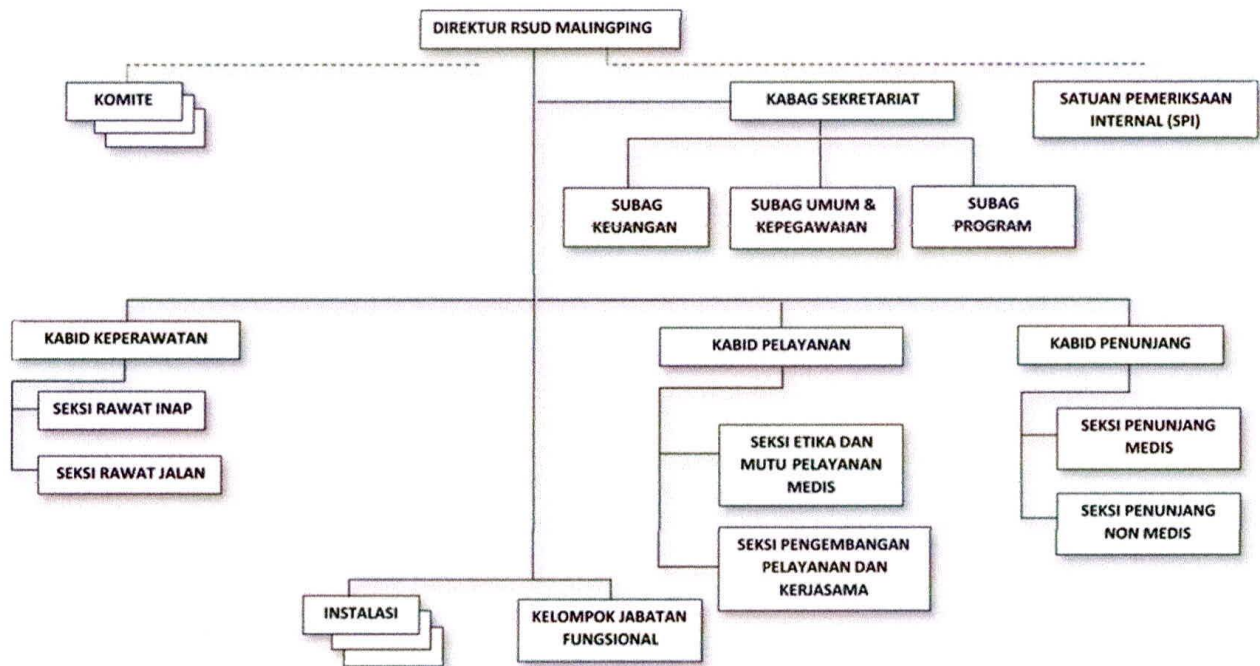 DIREKTUR RSUD MALINGPING
KOMITE
KABAG SEKRETARIAT
SATUAN PEMERIKSAAN
INTERNAL (SPI)
SUBAG
KEUANGAN
SUBAG UMUM &
KEPEGAWAIAN
SUBAG
PROGRAM
KABID KEPERAWATAN
SEKSI RAWAT INAP
SEKSI RAWAT JALAN
KABID PELAYANAN
SEKSI ETIKA DAN
MUTU PELAYANAN
MEDIS
SEKSI PENGEMBANGAN
PELAYANAN DAN
KERJASAMA
KABID PENUNJANG
SEKSI PENUNJANG
MEDIS
SEKSI PENUNJANG
NON MEDIS
INSTALASI
KELOMPOK JABATAN
FUNGSIONAL